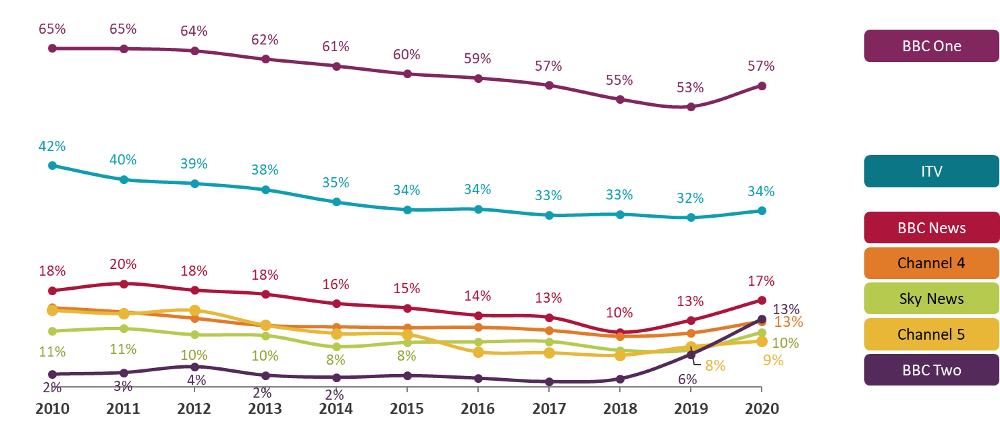 65% 65% 64% 62% 61% 60% 59% 57% 55% 53% 57%
BBC One
42% 40% 39% 38% 35% 34% 34% 33% 33% 32% 34%
ITV
18% 20% 18% 18% 16% 15% 14% 13% 10% 13% 17%
BBC News
Channel 4
13%
13%
Sky News
11% 11% 10% 10% 8% 8% 10%
Channel 5
8% 9%
BBC Two
2% 3% 4% 2% 2% 6%
2010 2011 2012 2013 2014 2015 2016 2017 2018 2019 2020